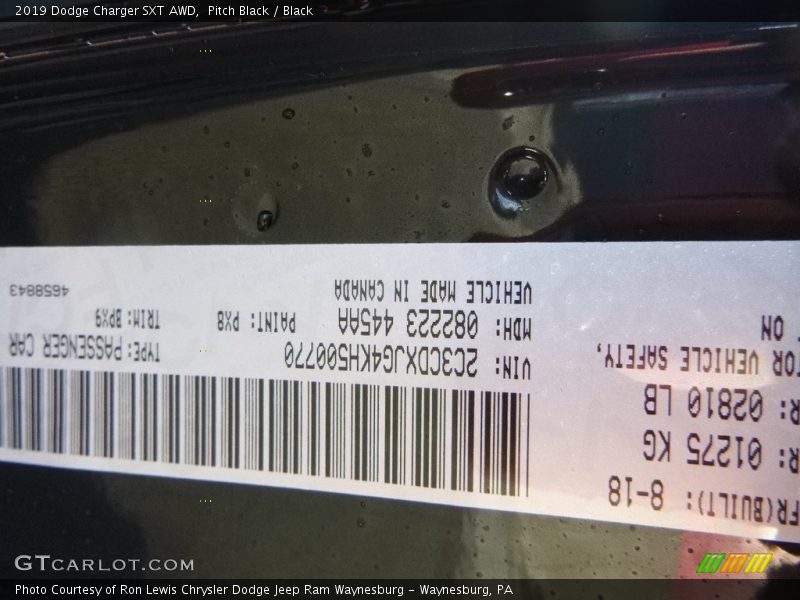 2019 Dodge Charger SXT AWD, Pitch Black / Black
FR(BUILT): 8-18
R: 01275 KG
R: 02810 LB
TOR VEHICLE SAFETY,
ON
VIN: 2C3CDXJG4KH500770
TYPE: PASSENGER CAR
MDH: 082223 445AA
PAINT: PX8
TRIM: BPX9
VEHICLE MADE IN CANADA
4658843
GTCARLOT.COM
Photo Courtesy of Ron Lewis Chrysler Dodge Jeep Ram Waynesburg - Waynesburg, PA